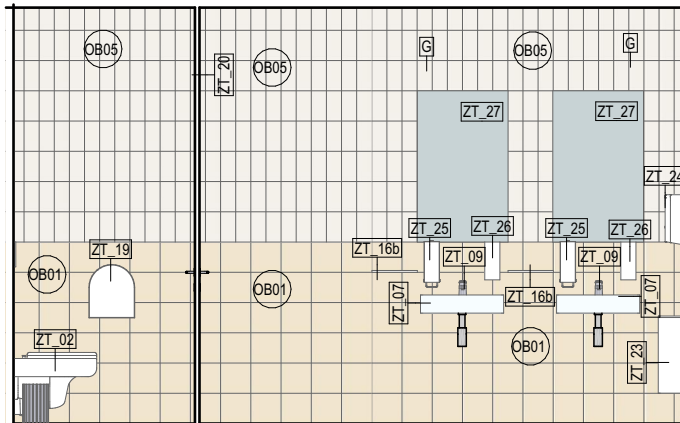 OB05
OB05
OB05
G
G
ZT_20
ZT_27
ZT_27
ZT_24
ZT_25
ZT_26
ZT_25
ZT_26
ZT_19
ZT_16b
ZT_09
ZT_09
OB01
OB01
ZT_07
ZT_16b
ZT_07
ZT_02
OB01
ZT_23